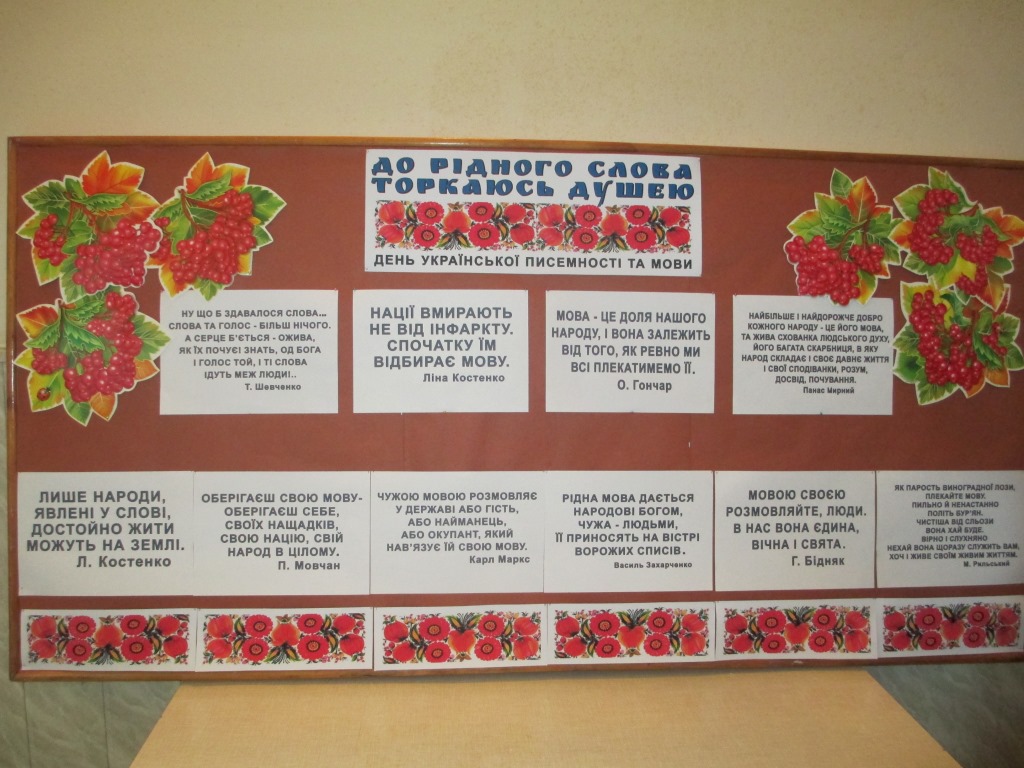 ДО РІДНОГО СЛОВА
ТОРКАЮСЬ ДУШЕЮ
ДЕНЬ УКРАЇНСЬКОЇ ПИСЕМНОСТІ ТА МОВИ
НУ ЩО Б ЗДАВАЛОСЯ СЛОВА...
СЛОВА ТА ГОЛОС - БІЛЬШ НІЧОГО.
А СЕРЦЕ Б'ЄТЬСЯ - ОЖИВА,
ЯК ЇХ ПОЧУЄ! ЗНАТЬ, ОД БОГА
І ГОЛОС ТОЙ, І ТІ СЛОВА
ІДУТЬ МЕЖ ЛЮДИ!..
Т. Шевченко
НАЦІЇ ВМИРАЮТЬ
НЕ ВІД ІНФАРКТУ.
СПОЧАТКУ ЇМ
ВІДБИРАЄ МОВУ.
Ліна Костенко
МОВА - ЦЕ ДОЛЯ НАШОГО
НАРОДУ, І ВОНА ЗАЛЕЖИТЬ
ВІД ТОГО, ЯК РЕВНО МИ
ВСІ ПЛЕКАТИМЕМО ЇЇ.
О. Гончар
НАЙБІЛЬШЕ І НАЙДОРОЖЧЕ ДОБРО
КОЖНОГО НАРОДУ - ЦЕ ЙОГО МОВА,
ТА ЖИВА СХОВАНКА ЛЮДСЬКОГО ДУХУ,
ЙОГО БАГАТА СКАРБНИЦЯ, В ЯКУ
НАРОД СКЛАДАЄ І СВОЄ ДАВНЄ ЖИТТЯ
І СВОЇ СПОДІВАНКИ, РОЗУМ,
ДОСВІД, ПОЧУВАННЯ.
Панас Мирний
ЛИШЕ НАРОДИ,
ЯВЛЕНІ У СЛОВІ,
ДОСТОЙНО ЖИТИ
МОЖУТЬ НА ЗЕМЛІ.
Л. Костенко
ОБЕРІГАЄШ СВОЮ МОВУ-
ОБЕРІГАЄШ СЕБЕ,
СВОЇХ НАЩАДКІВ,
СВОЮ НАЦІЮ, СВІЙ
НАРОД В ЦІЛОМУ.
П. Мовчан
ЧУЖОЮ МОВОЮ РОЗМОВЛЯЄ
У ДЕРЖАВІ АБО ГІСТЬ,
АБО НАЙМАНЕЦЬ,
АБО ОКУПАНТ, ЯКИЙ
НАВ'ЯЗУЄ ЇЙ СВОЮ МОВУ.
Карл Маркс
РІДНА МОВА ДАЄТЬСЯ
НАРОДОВІ БОГОМ,
ЧУЖА - ЛЮДЬМИ,
ЇЇ ПРИНОСЯТЬ НА ВІСТРІ
ВОРОЖИХ СПИСІВ.
Василь Захарченко
МОВОЮ СВОЄЮ
РОЗМОВЛЯЙТЕ, ЛЮДИ.
В НАС ВОНА ЄДИНА,
ВІЧНА І СВЯТА.
Г. Бідняк
ЯК ПАРОСТЬ ВИНОГРАДНОЇ ЛОЗИ,
ПЛЕКАЙТЕ МОВУ.
ПИЛЬНО Й НЕНАСТАННО
ПОЛІТЬ БУР'ЯН.
ЧИСТІША ВІД СЛЬОЗИ
ВОНА ХАЙ БУДЕ.
ВІРНО І СЛУХНЯНО
НЕХАЙ ВОНА ЩОРАЗУ СЛУЖИТЬ ВАМ,
ХОЧ І ЖИВЕ СВОЇМ ЖИВИМ ЖИТТЯМ.
М. Рильський